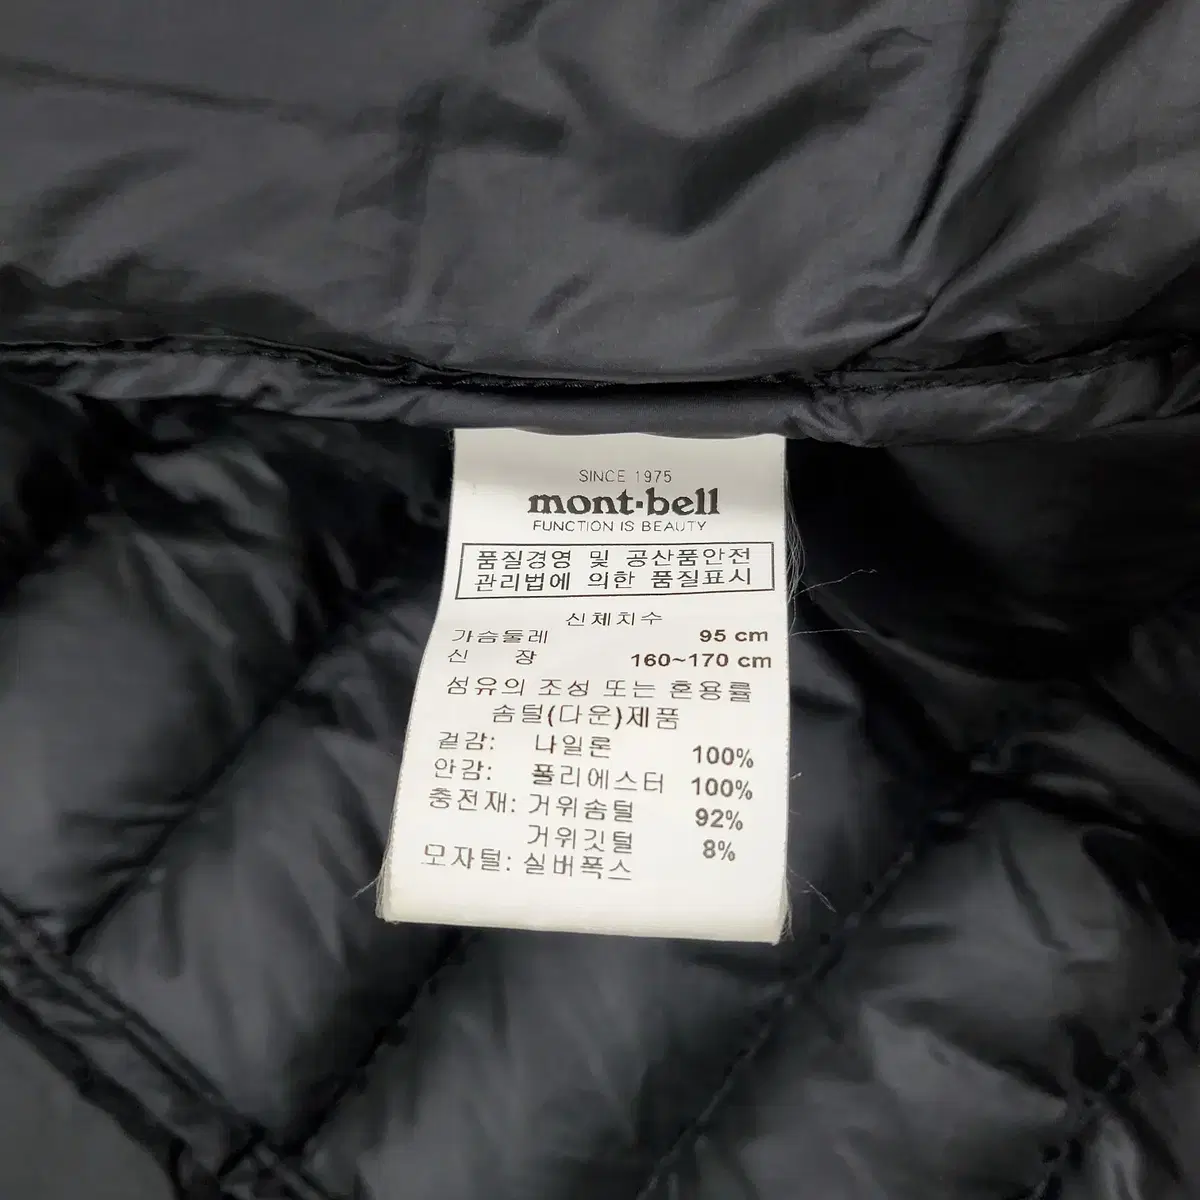 SINCE 1975
mont·bell
FUNCTION IS BEAUTY
품질경영 및 공산품안전
관리법에 의한 품질표시
신체치수
가슴둘레 95 cm
신 장 160~170 cm
섬유의 조성 또는 혼용률
솜털(다운)제품
겉감: 나일론 100%
안감: 폴리에스터 100%
충전재: 거위솜털 92%
거위깃털 8%
모자털: 실버폭스